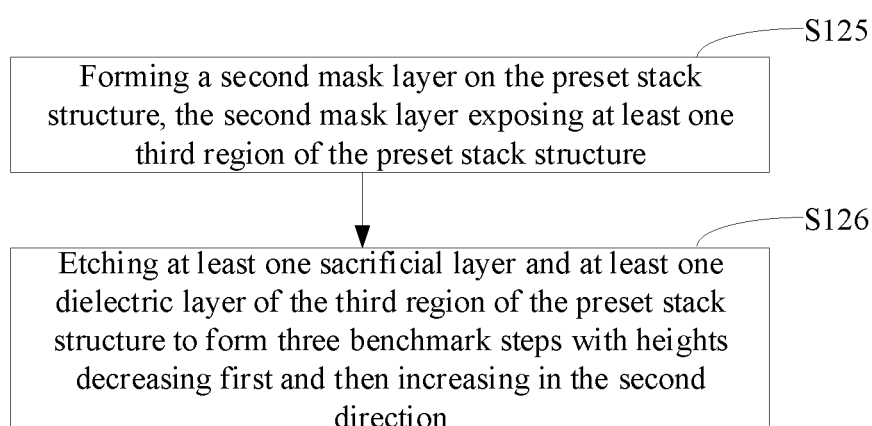 S125
Forming a second mask layer on the preset stack
structure, the second mask layer exposing at least one
third region of the preset stack structure
S126
Etching at least one sacrificial layer and at least one
dielectric layer of the third region of the preset stack
structure to form three benchmark steps with heights
decreasing first and then increasing in the second
direction